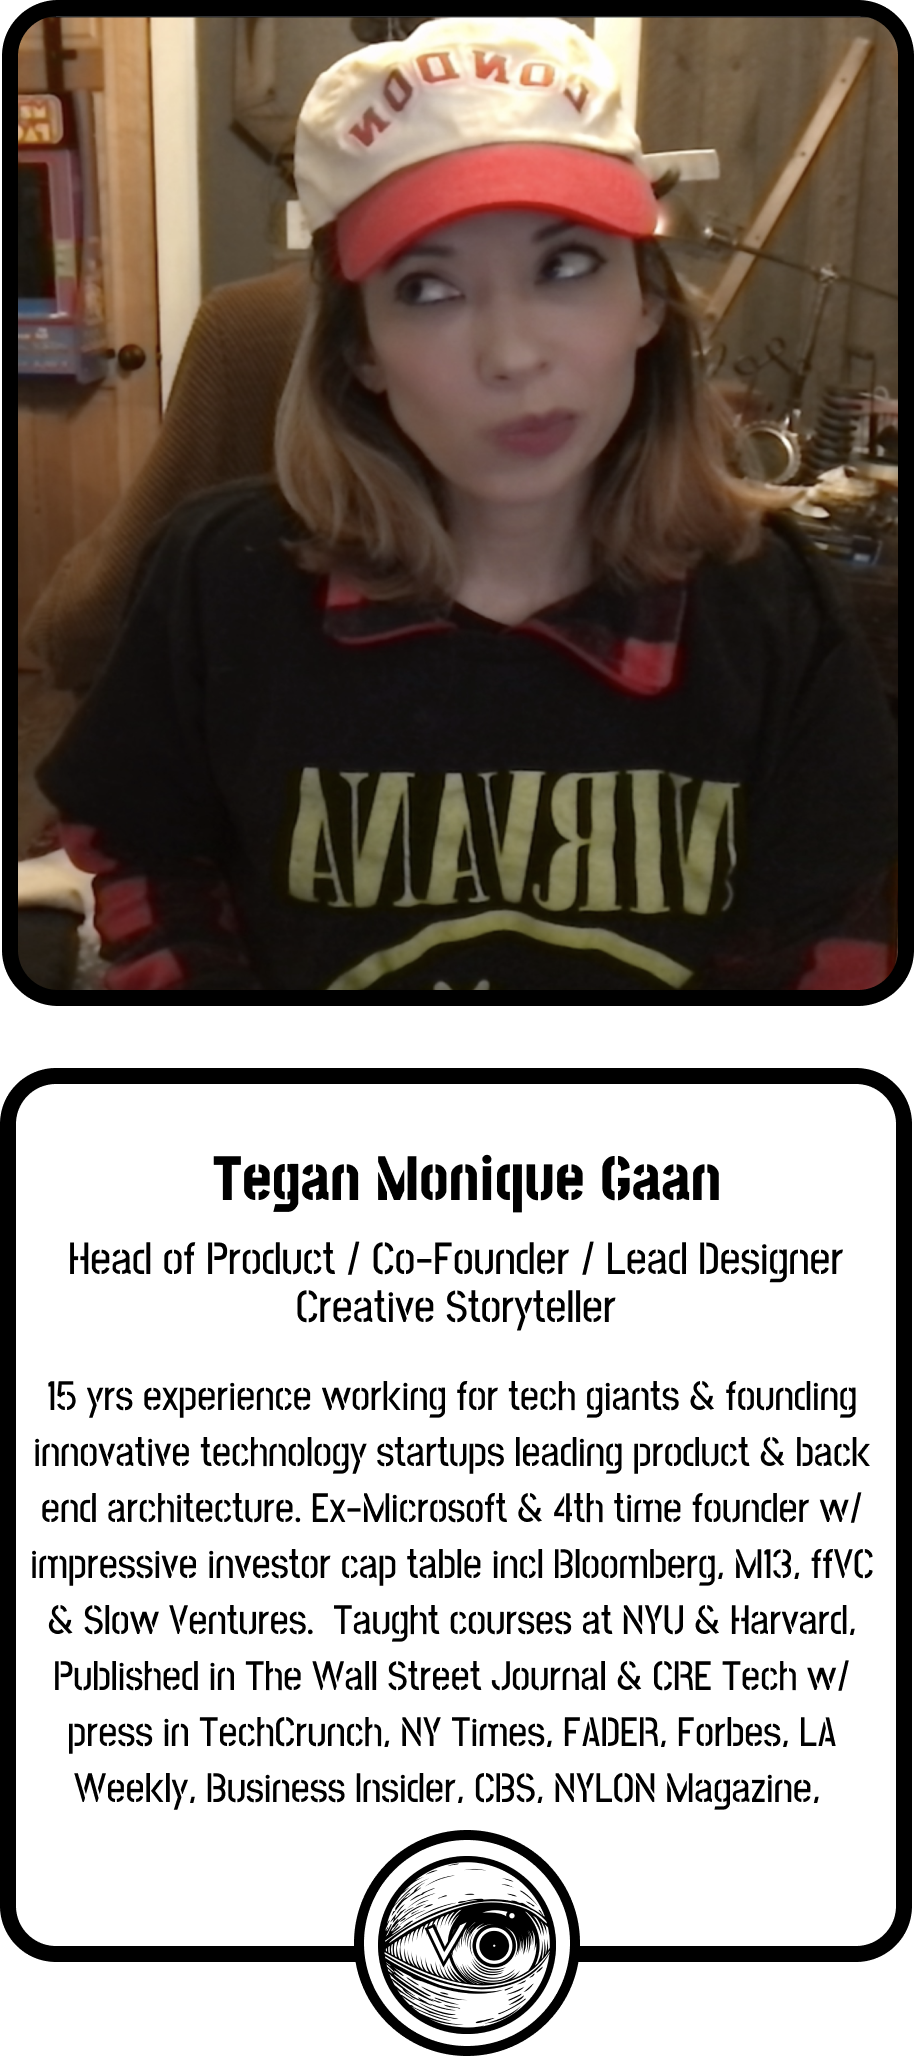 LONDON
NIRVANA
Tegan Monique Gaan
Head of Product / Co-Founder / Lead Designer
Creative Storyteller
15 yrs experience working for tech giants & founding
innovative technology startups leading product & back
end architecture. Ex-Microsoft & 4th time founder w/
impressive investor cap table incl Bloomberg, M13, ffVC
& Slow Ventures. Taught courses at NYU & Harvard,
Published in The Wall Street Journal & CRE Tech w/
press in TechCrunch, NY Times, FADER, Forbes, LA
Weekly, Business Insider, CBS, NYLON Magazine,
V